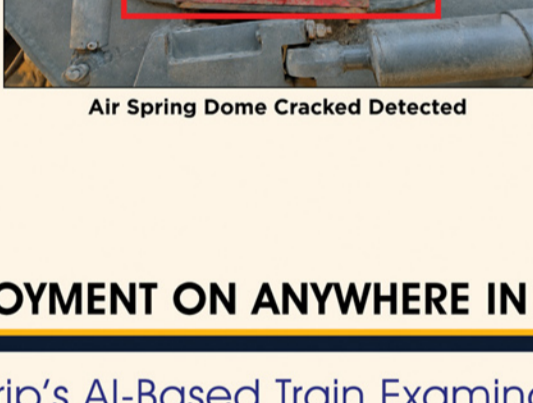 Air Spring Dome Cracked Detected
OYMENT ON ANYWHERE IN
rip's AI-Based Train Examin